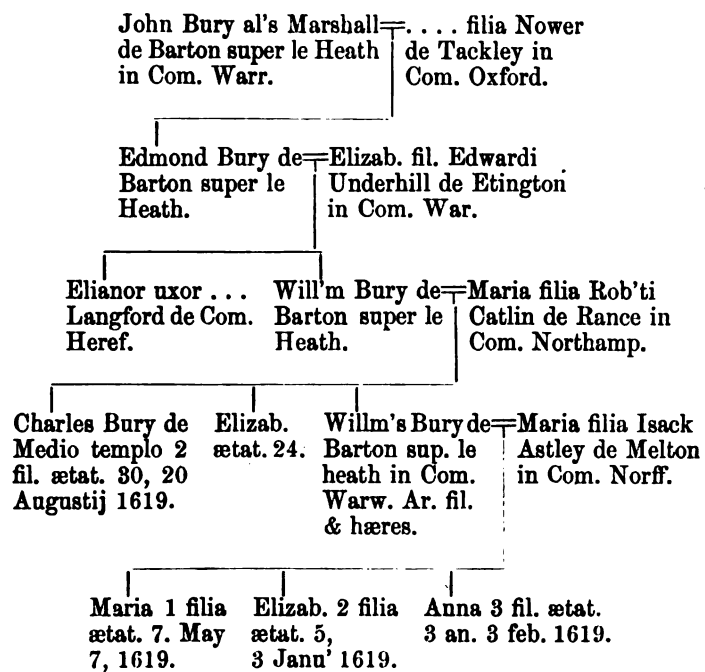 John Bury al's Marshall=. . . . filia Nower
de Barton super le Heath de Tackley in
in Com. Warr. Com. Oxford.
Edmond Bury de=Elizab. fil. Edwardi
Barton super le Underhill de Etington
Heath. in Com. War.
Elianor uxor . . . Will'm Bury de=Maria filia Rob'ti
Langford de Com. Barton super le Catlin de Rance in
Heref. Heath. Com. Northamp.
Charles Bury de Elizab. Willm's Bury de=Maria filia Isack
Medio templo 2 ætat. 24. Barton sup. le Astley de Melton
fil. ætat. 30, 20 heath in Com. in Com. Norff.
Augustij 1619. Warw. Ar. fil.
& hæres.
Maria 1 filia Elizab. 2 filia Anna 3 fil. ætat.
ætat. 7. May ætat. 5, 3 an. 3 feb. 1619.
7, 1619. 3 Janu' 1619.